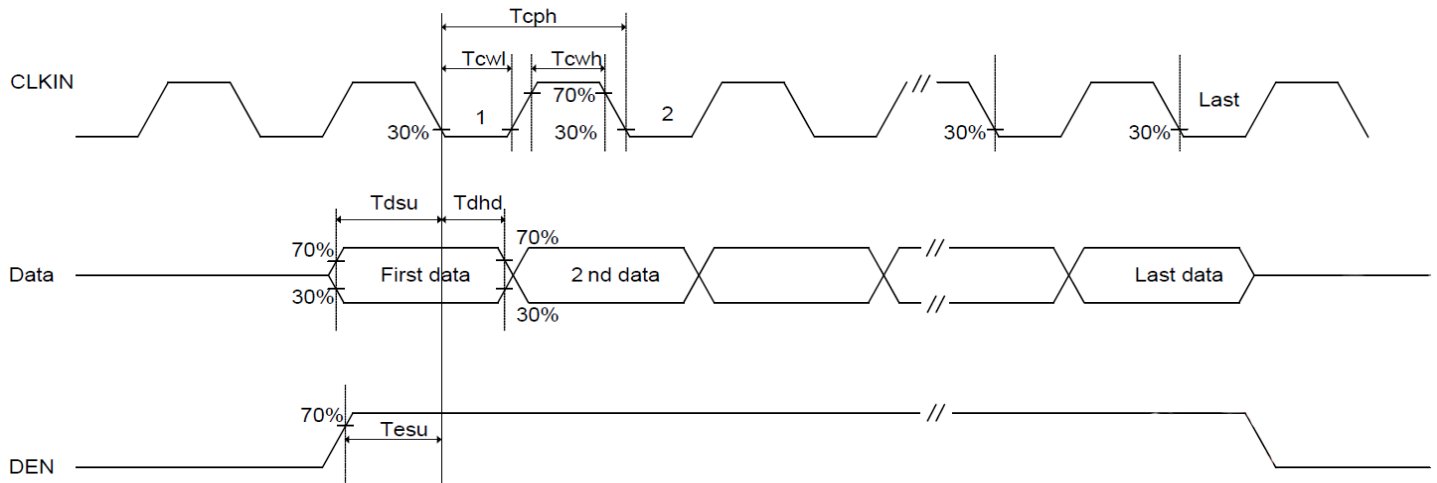 Tcph
Tcwl
Tcwh
CLKIN
70%
1
2
Last
30%
30%
30%
30%
Tdsu
Tdhd
70%
70%
Data
First data
2 nd data
Last data
30%
30%
70%
Tesu
DEN